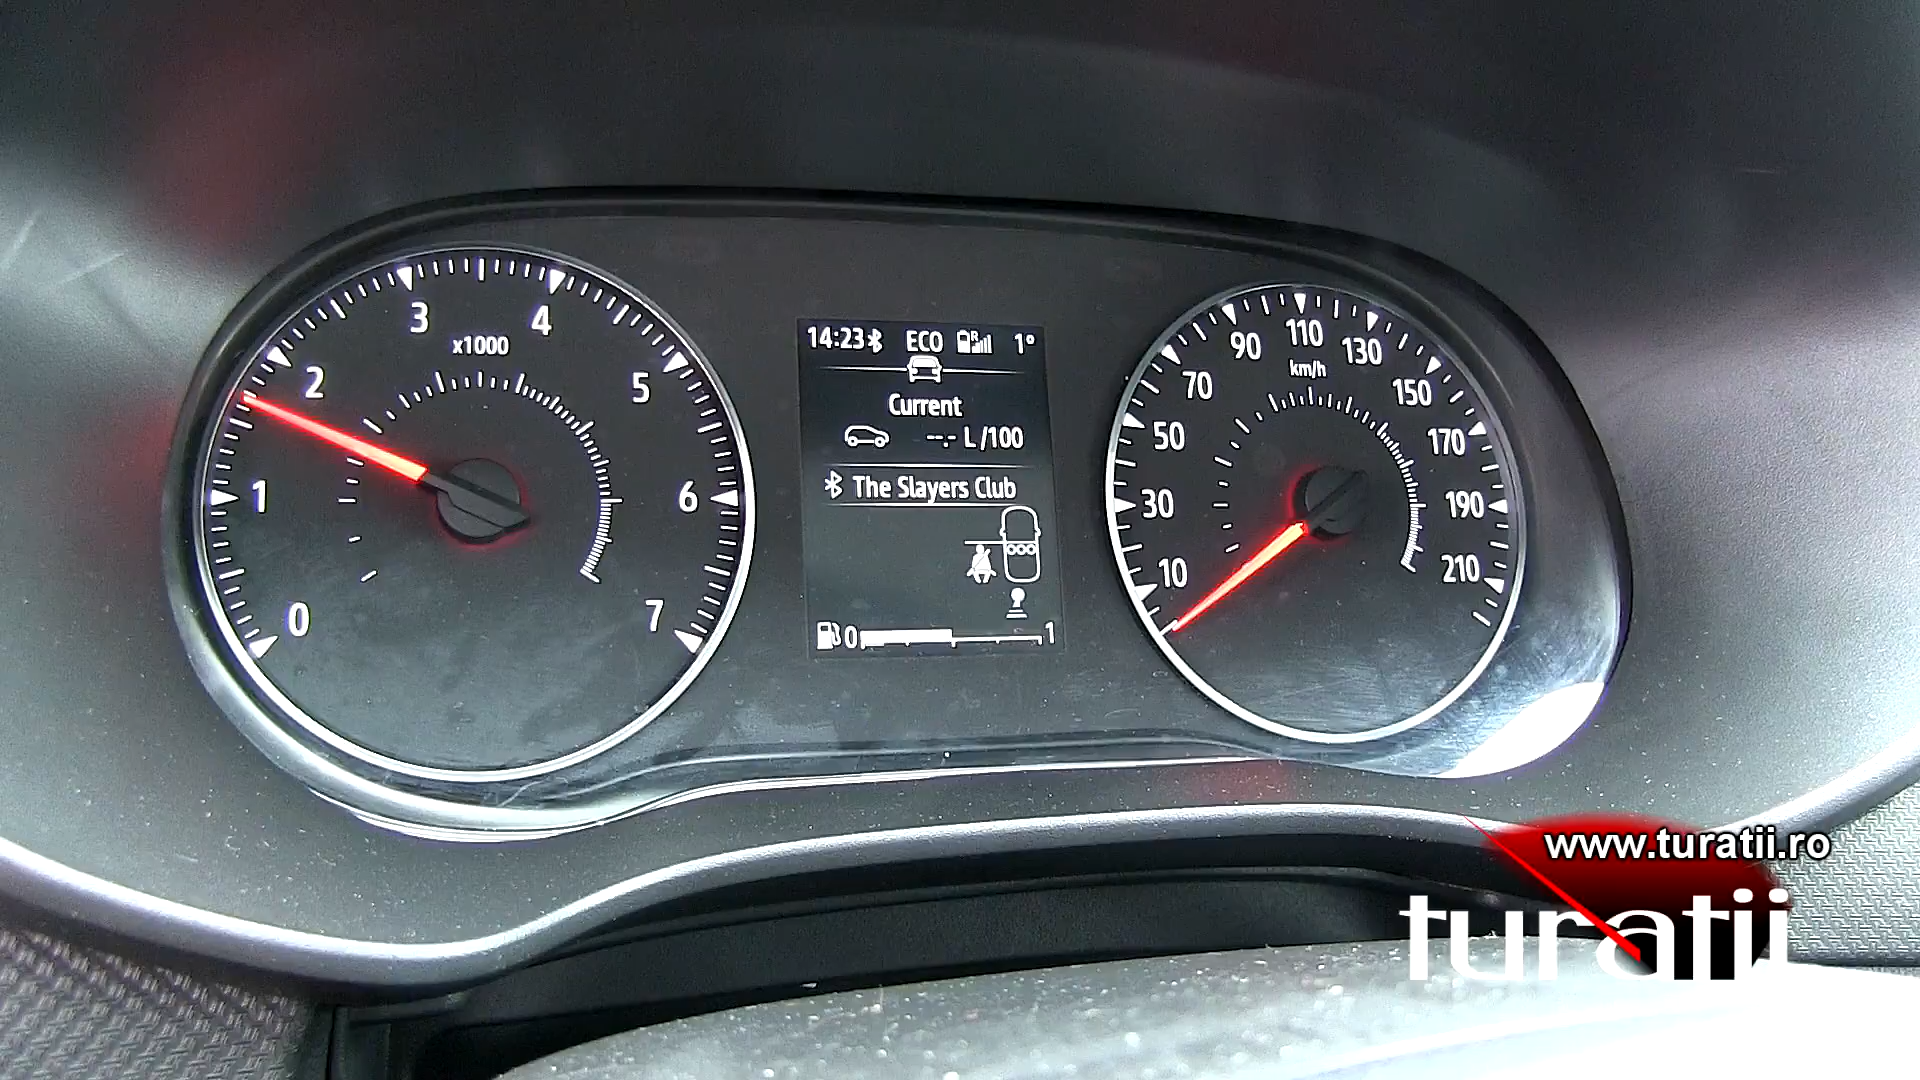 0
1
2
3
4
5
6
7
x1000
14:23 ECO R 1°
Current
--.- L/100
The Slayers Club
0 1
10
30
50
70
90
110
130
150
170
190
210
km/h
www.turatii.ro
turatii